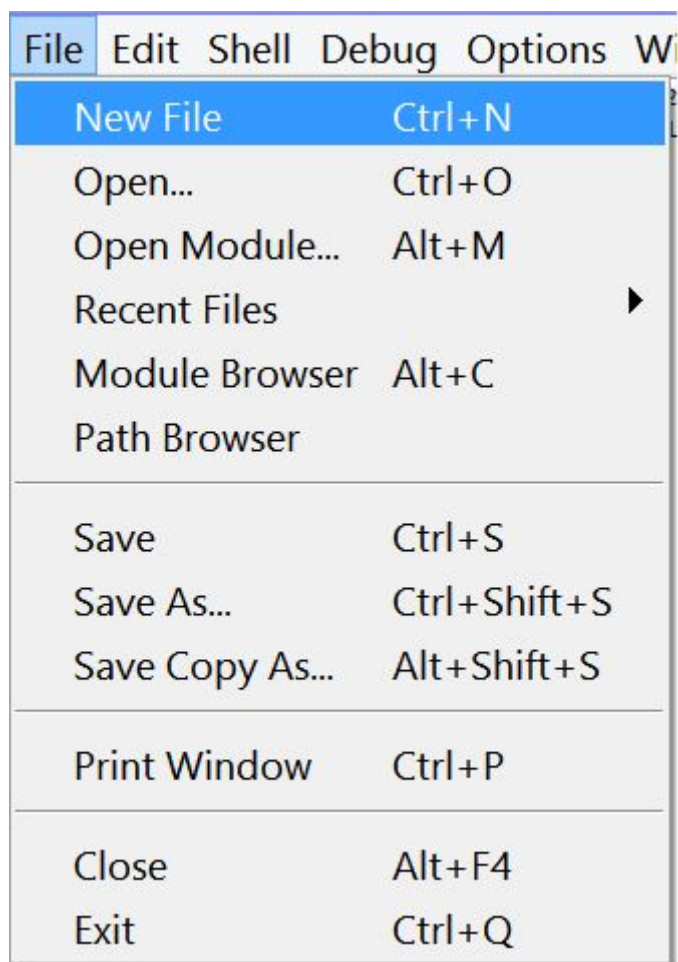 File Edit Shell Debug Options
New File Ctrl+N
Open... Ctrl+O
Open Module... Alt+M
Recent Files
Module Browser Alt+C
Path Browser
Save Ctrl+S
Save As... Ctrl+Shift+S
Save Copy As... Alt+Shift+S
Print Window Ctrl+P
Close Alt+F4
Exit Ctrl+Q